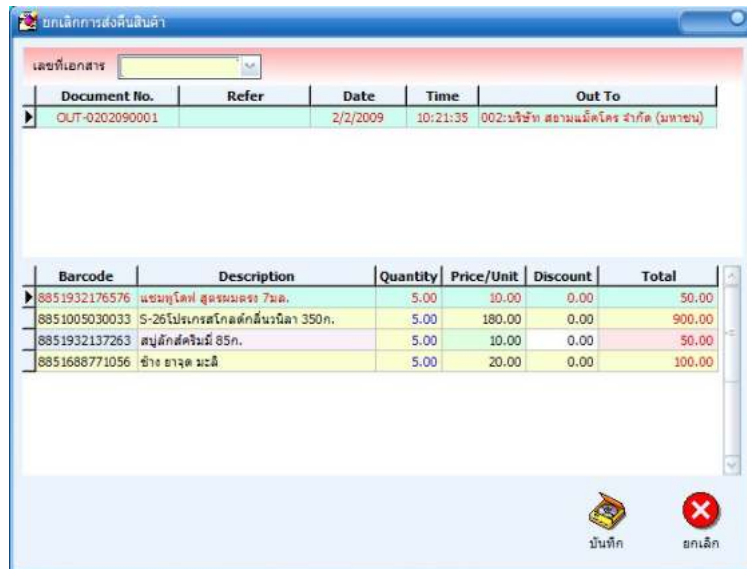 ยกเลิกการส่งคืนสินค้า
เลขที่เอกสาร
Document No. Refer Date Time Out To
OUT-0202090001 2/2/2009 10:21:35 002:บริษัท สยามแม็คโคร จำกัด (มหาชน)
Barcode Description Quantity Price/Unit Discount Total
8851932176576 แชมพูโดฟ สูตรผมตรง 7มล. 5.00 10.00 0.00 50.00
8851005030033 S-26โปรเกรสโกลด์กลิ่นวนิลา 350ก. 5.00 180.00 0.00 900.00
8851932137263 สบู่ลักส์ครีมมี่ 85ก. 5.00 10.00 0.00 50.00
8851688771056 ช้าง ยาจุด มะลิ 5.00 20.00 0.00 100.00
บันทึก ยกเลิก